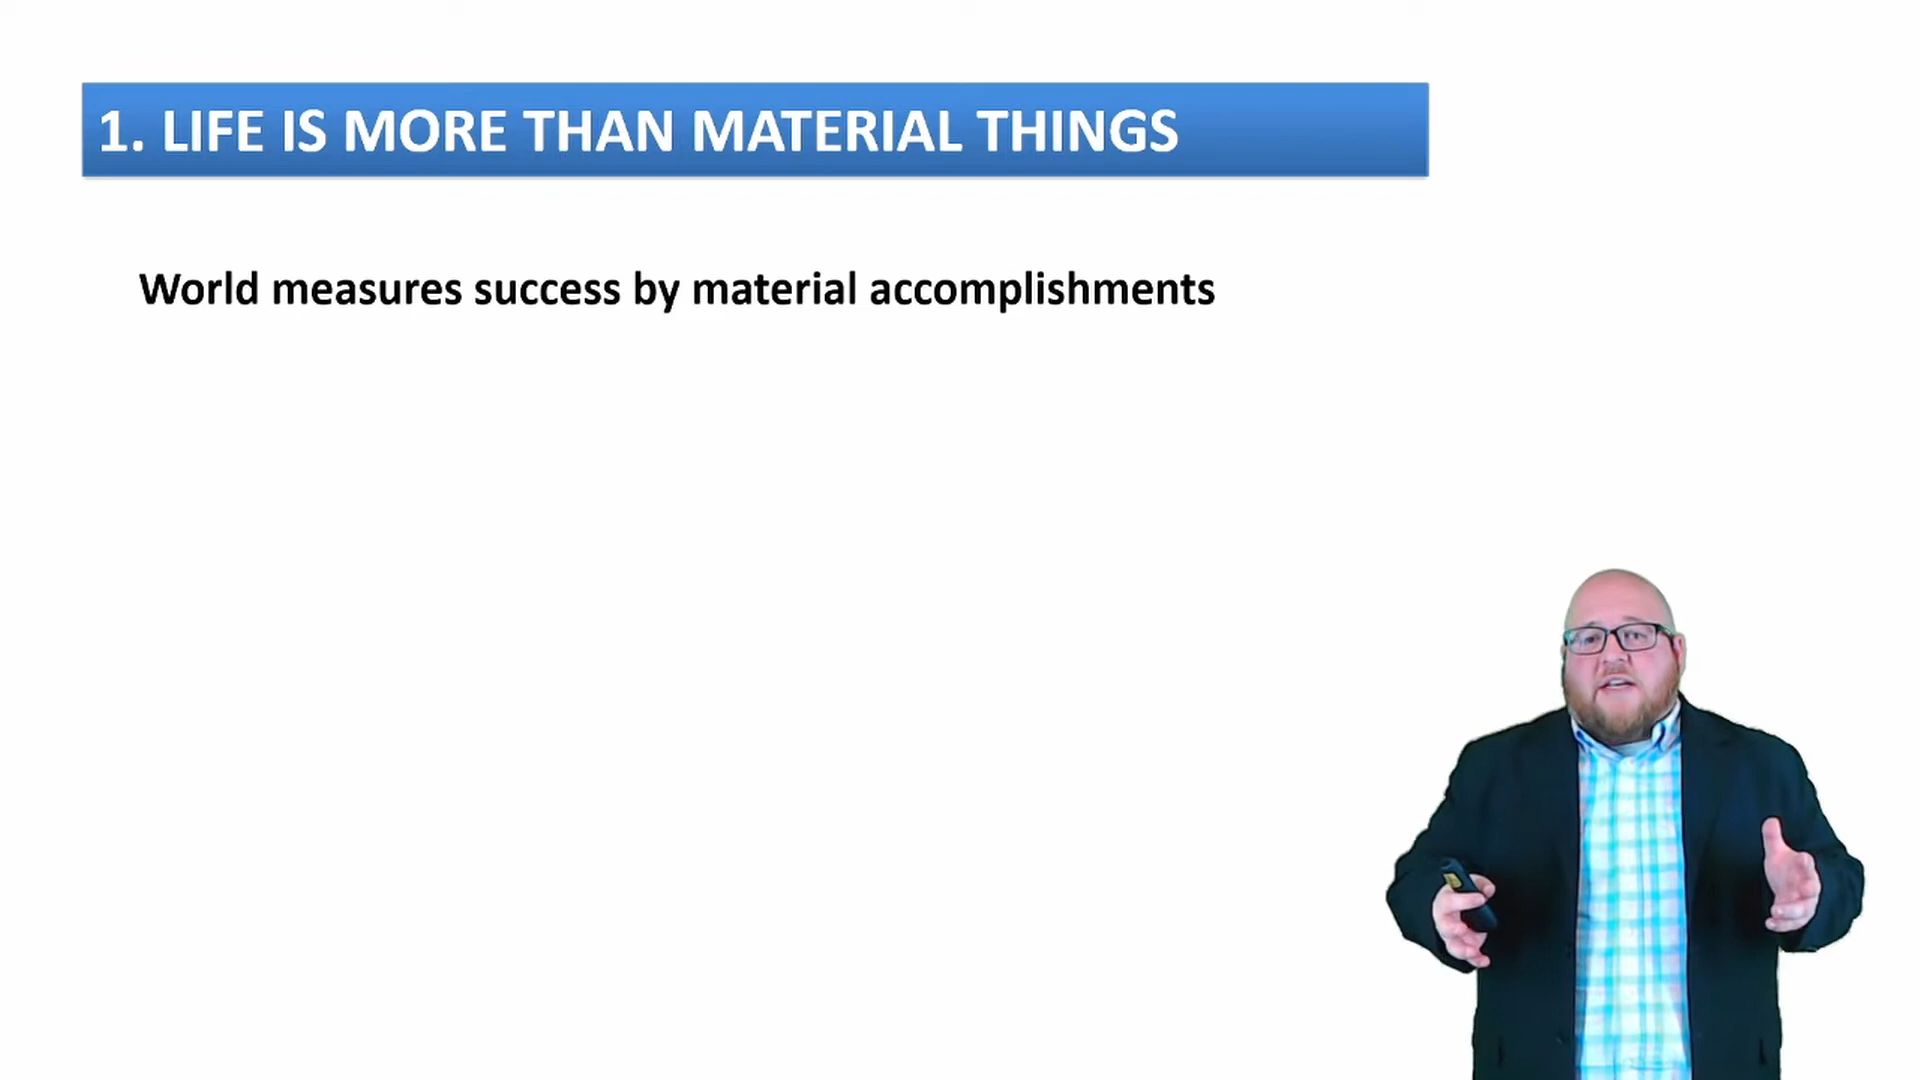 1. LIFE IS MORE THAN MATERIAL THINGS
World measures success by material accomplishments